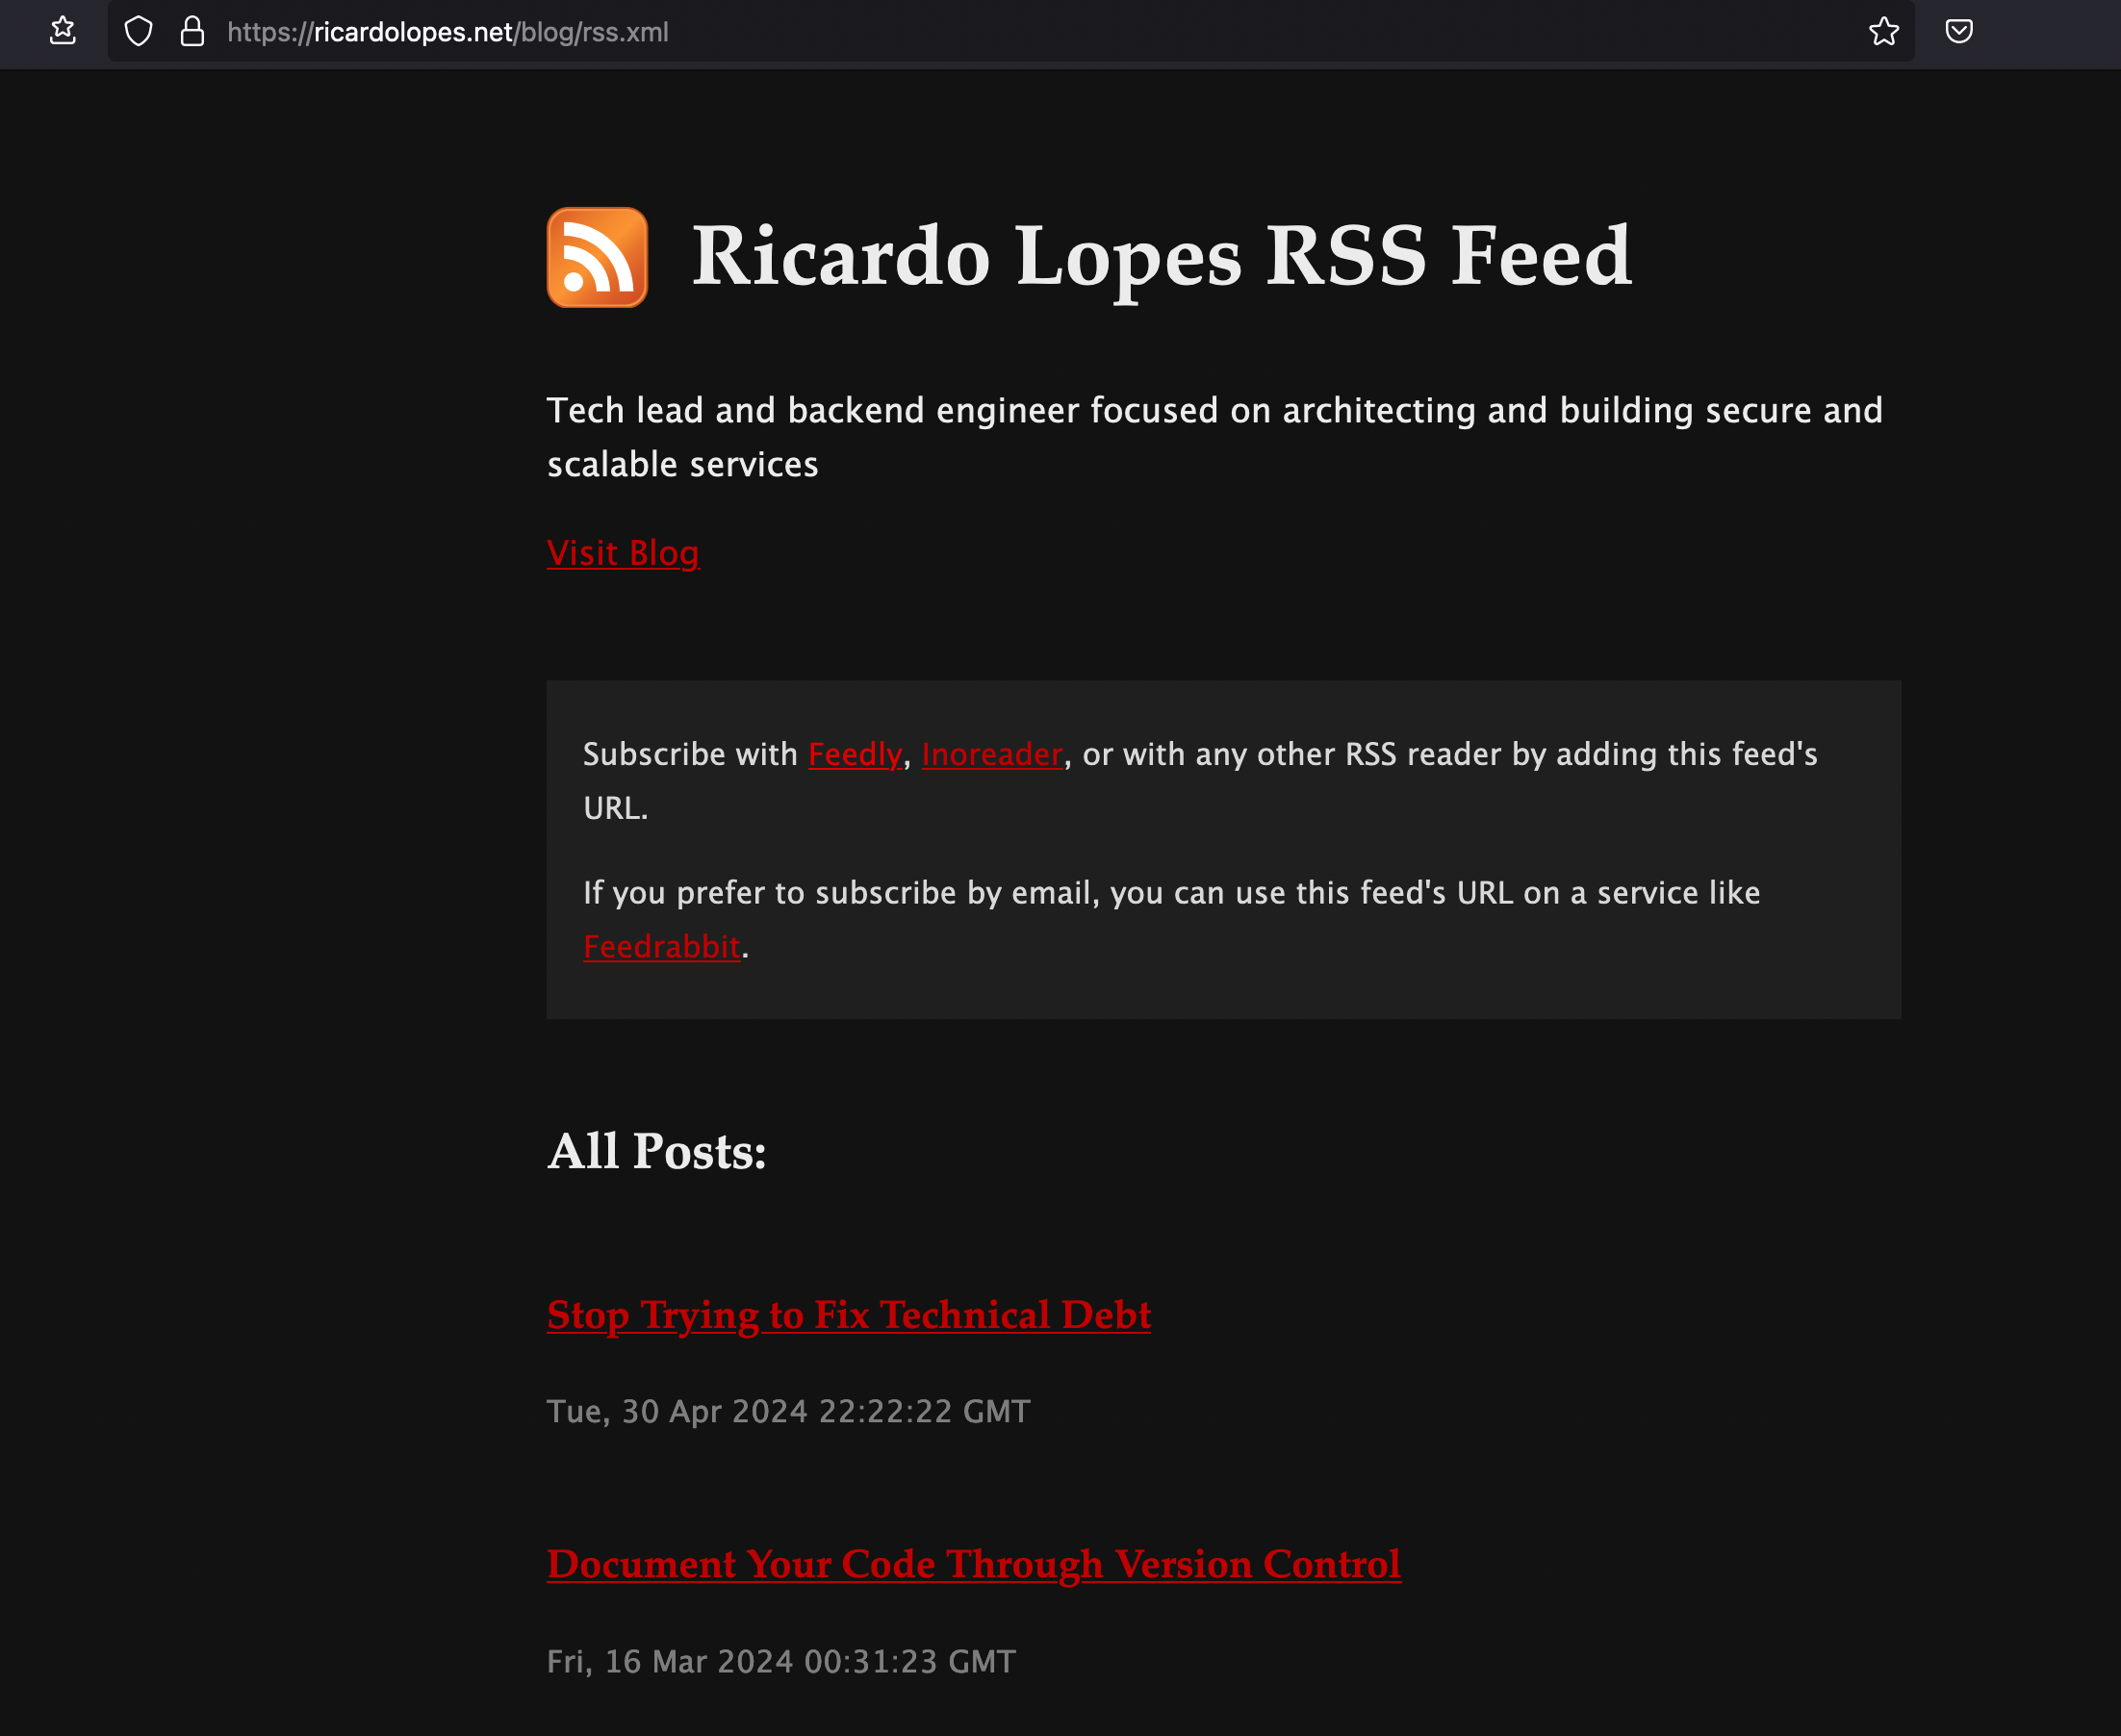 https://ricardolopes.net/blog/rss.xml
Ricardo Lopes RSS Feed
Tech lead and backend engineer focused on architecting and building secure and
scalable services
Visit Blog
Subscribe with Feedly, Inoreader, or with any other RSS reader by adding this feed's
URL.
If you prefer to subscribe by email, you can use this feed's URL on a service like
Feedrabbit.
All Posts:
Stop Trying to Fix Technical Debt
Tue, 30 Apr 2024 22:22:22 GMT
Document Your Code Through Version Control
Fri, 16 Mar 2024 00:31:23 GMT